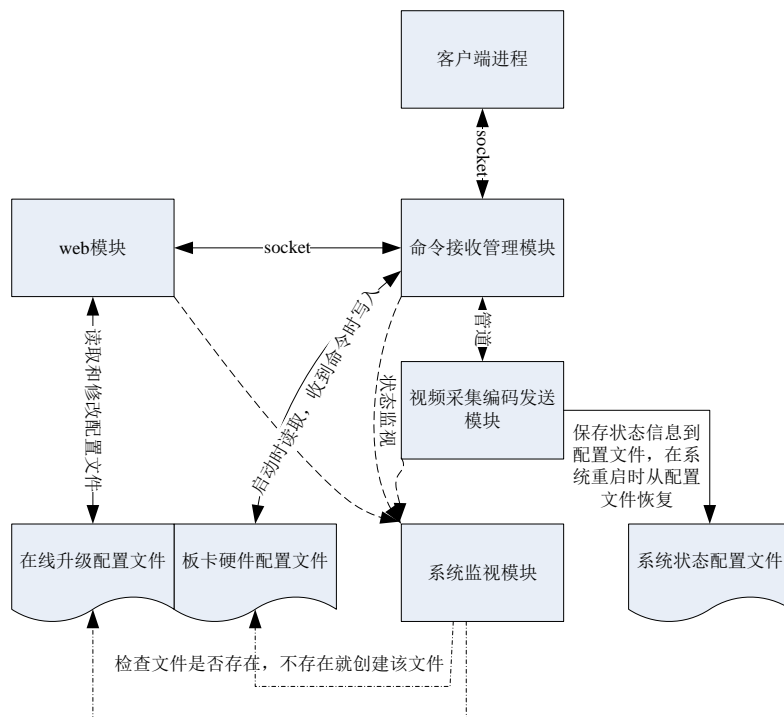 客户端进程
socket
web模块
socket
命令接收管理模块
管道
读取和修改配置文件
启动时读取，收到命令时写入
状态监视
视频采集编码发送
模块
保存状态信息到
配置文件，在系
统重启时从配置
文件恢复
在线升级配置文件
板卡硬件配置文件
系统监视模块
系统状态配置文件
检查文件是否存在，不存在就创建该文件